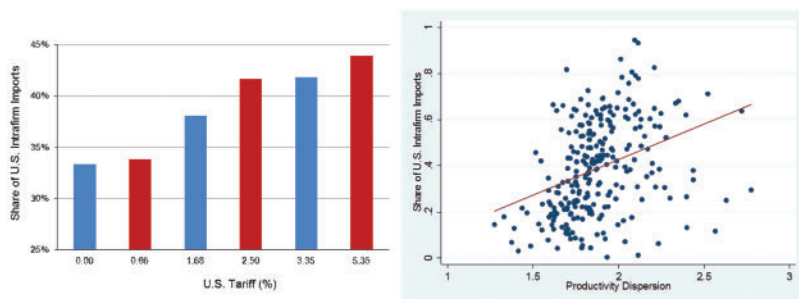 45%
40%
35%
30%
25%
0.00 0.66 1.68 2.50 3.35 5.35
U.S. Tariff (%)
Share of U.S. Intrafirm Imports
1
.8
.6
.4
.2
0
1 1.5 2 2.5 3
Productivity Dispersion
Share of U.S. Intrafirm Imports